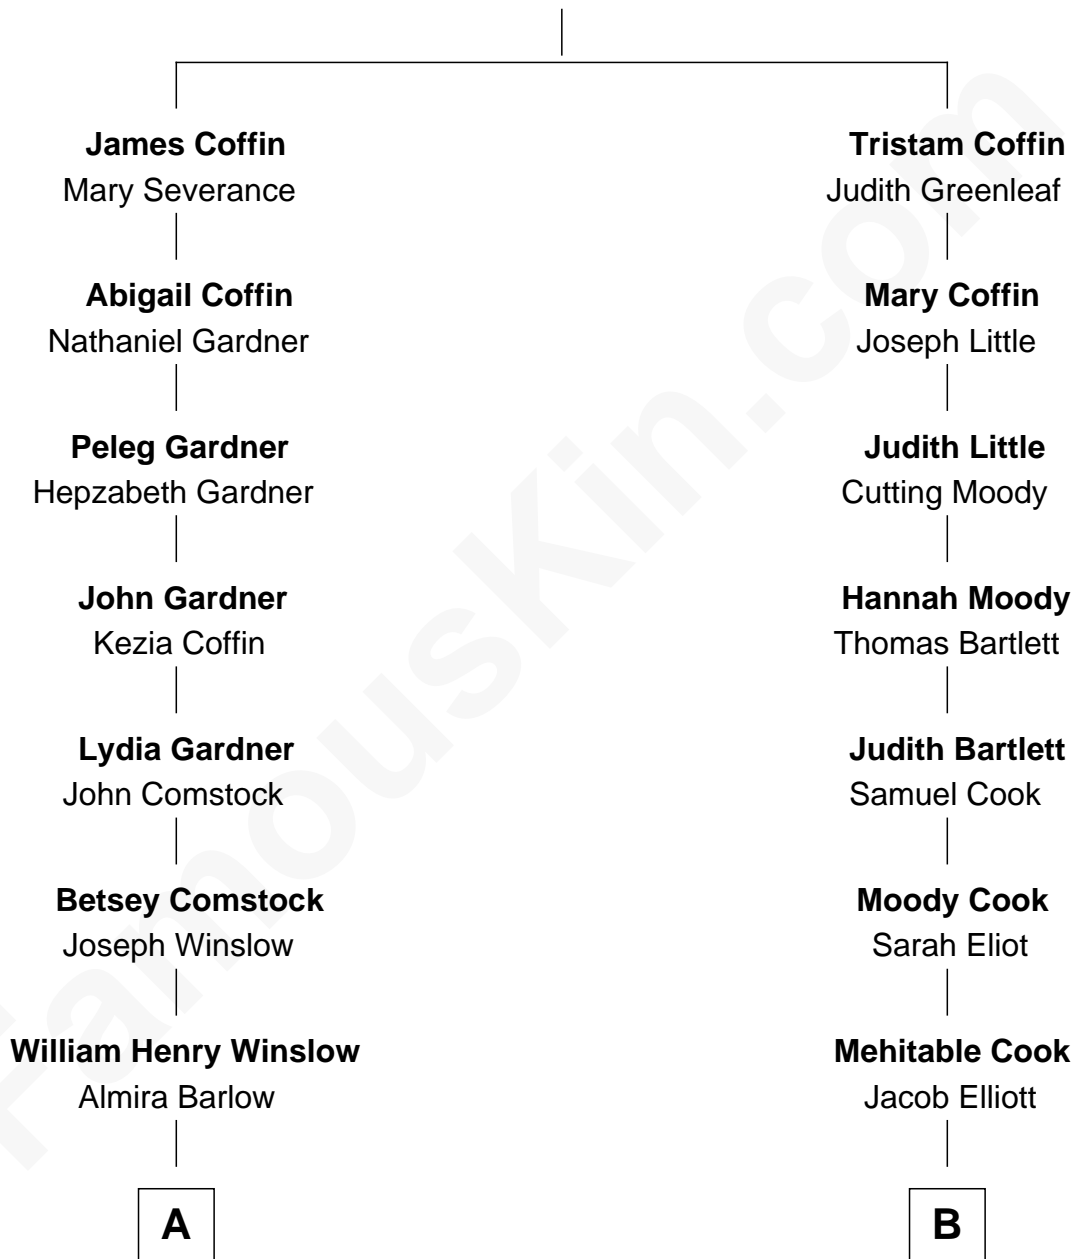 James Coffin
Mary Severance
Abigail Coffin
Nathaniel Gardner
Peleg Gardner
Hepzabeth Gardner
John Gardner
Kezia Coffin
Lydia Gardner
John Comstock
Betsey Comstock
Joseph Winslow
William Henry Winslow
Almira Barlow
A
Tristam Coffin
Judith Greenleaf
Mary Coffin
Joseph Little
Judith Little
Cutting Moody
Hannah Moody
Thomas Bartlett
Judith Bartlett
Samuel Cook
Moody Cook
Sarah Eliot
Mehitable Cook
Jacob Elliott
B
FamousKin.com